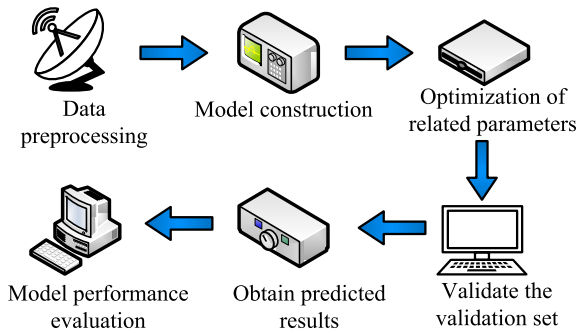 Data
preprocessing
Model construction
Optimization of
related parameters
Validate the
validation set
Obtain predicted
results
Model performance
evaluation